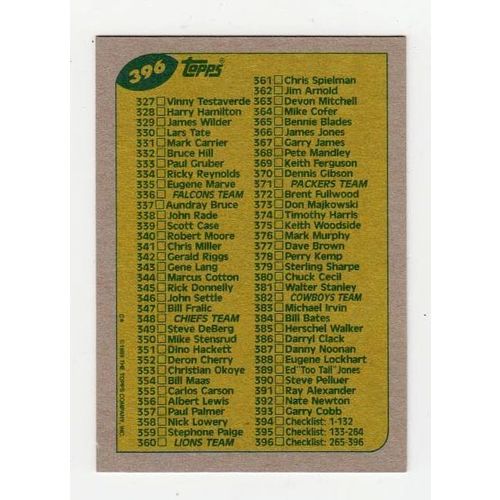 396 Topps
327 Vinny Testaverde
328 Harry Hamilton
329 James Wilder
330 Lars Tate
331 Mark Carrier
332 Bruce Hill
333 Paul Gruber
334 Ricky Reynolds
335 Eugene Marve
336 FALCONS TEAM
337 Aundray Bruce
338 John Rade
339 Scott Case
340 Robert Moore
341 Chris Miller
342 Gerald Riggs
343 Gene Lang
344 Marcus Cotton
345 Rick Donnelly
346 John Settle
347 Bill Fralic
348 CHIEFS TEAM
349 Steve DeBerg
350 Mike Stensrud
351 Dino Hackett
352 Deron Cherry
353 Christian Okoye
354 Bill Maas
355 Carlos Carson
356 Albert Lewis
357 Paul Palmer
358 Nick Lowery
359 Stephone Paige
360 LIONS TEAM
361 Chris Spielman
362 Jim Arnold
363 Devon Mitchell
364 Mike Cofer
365 Bennie Blades
366 James Jones
367 Garry James
368 Pete Mandley
369 Keith Ferguson
370 Dennis Gibson
371 PACKERS TEAM
372 Brent Fullwood
373 Don Majkowski
374 Timothy Harris
375 Keith Woodside
376 Mark Murphy
377 Dave Brown
378 Perry Kemp
379 Sterling Sharpe
380 Chuck Cecil
381 Walter Stanley
382 COWBOYS TEAM
383 Michael Irvin
384 Bill Bates
385 Herschel Walker
386 Darryl Clack
387 Danny Noonan
388 Eugene Lockhart
389 Ed "Too Tall" Jones
390 Steve Pelluer
391 Ray Alexander
392 Nate Newton
393 Garry Cobb
394 Checklist: 1-132
395 Checklist: 133-264
396 Checklist: 265-396
©1989 THE TOPPS COMPANY, INC.